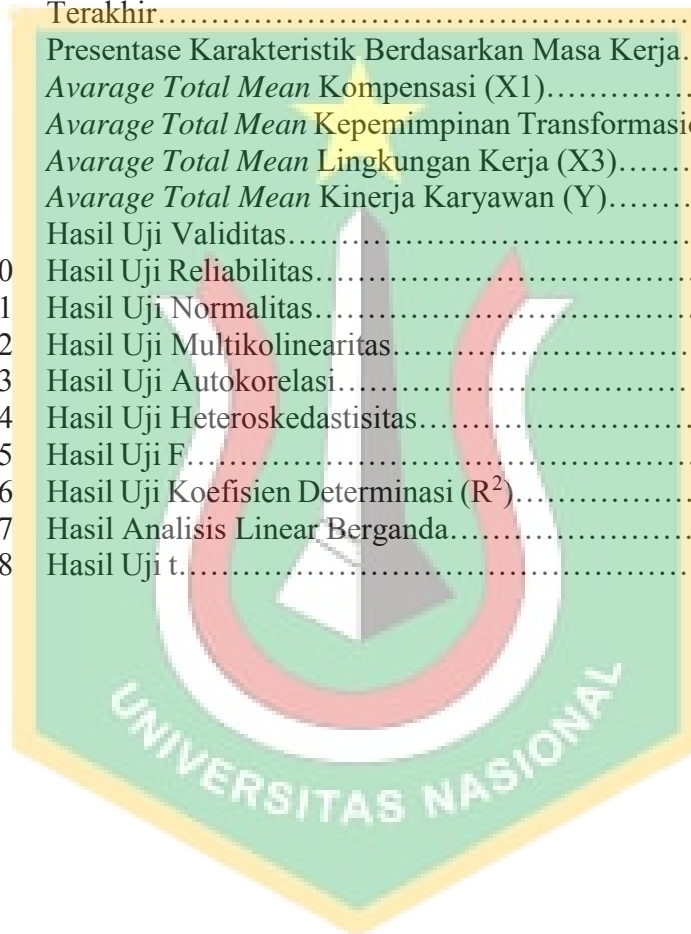 Terakhir……………………………………………
Presentase Karakteristik Berdasarkan Masa Kerja..
Avarage Total Mean Kompensasi (X1)……………
Avarage Total Mean Kepemimpinan
Avarage Total Mean Lingkungan Kerja (X3)………
Avarage Total Mean Kinerja Karyawan (Y)………
Hasil Uji Validitas…………………………………
0 Hasil Uji Reliabilitas………………………………
1 Hasil Uji Normalitas………………………………
2 Hasil Uji Multikolinearitas…………………………
3 Hasil Uji Autokorelasi………………………………
4 Hasil Uji Heteroskedastisitas………………………
5 Hasil Uji F……………………………………………
6 Hasil Uji Koefisien Determinasi (R²)………………
7 Hasil Analisis Linear Berganda……………………
8 Hasil Uji t……………………………………………
UNIVERSITAS NASIONAL